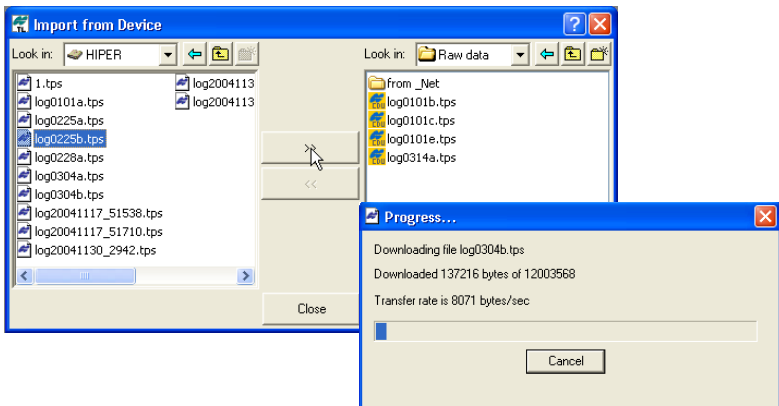 Import from Device
Look in: HIPER
Look in: Raw data
1.tps
log0101a.tps
log0225a.tps
log0225b.tps
log0228a.tps
log0304a.tps
log0304b.tps
log20041117_51538.tps
log20041117_51710.tps
log20041130_2942.tps
log2004113
log2004113
>>
<<
Close
from _Net
log0101b.tps
log0101c.tps
log0101e.tps
log0314a.tps
Progress...
Downloading file log0304b.tps
Downloaded 137216 bytes of 12003568
Transfer rate is 8071 bytes/sec
Cancel